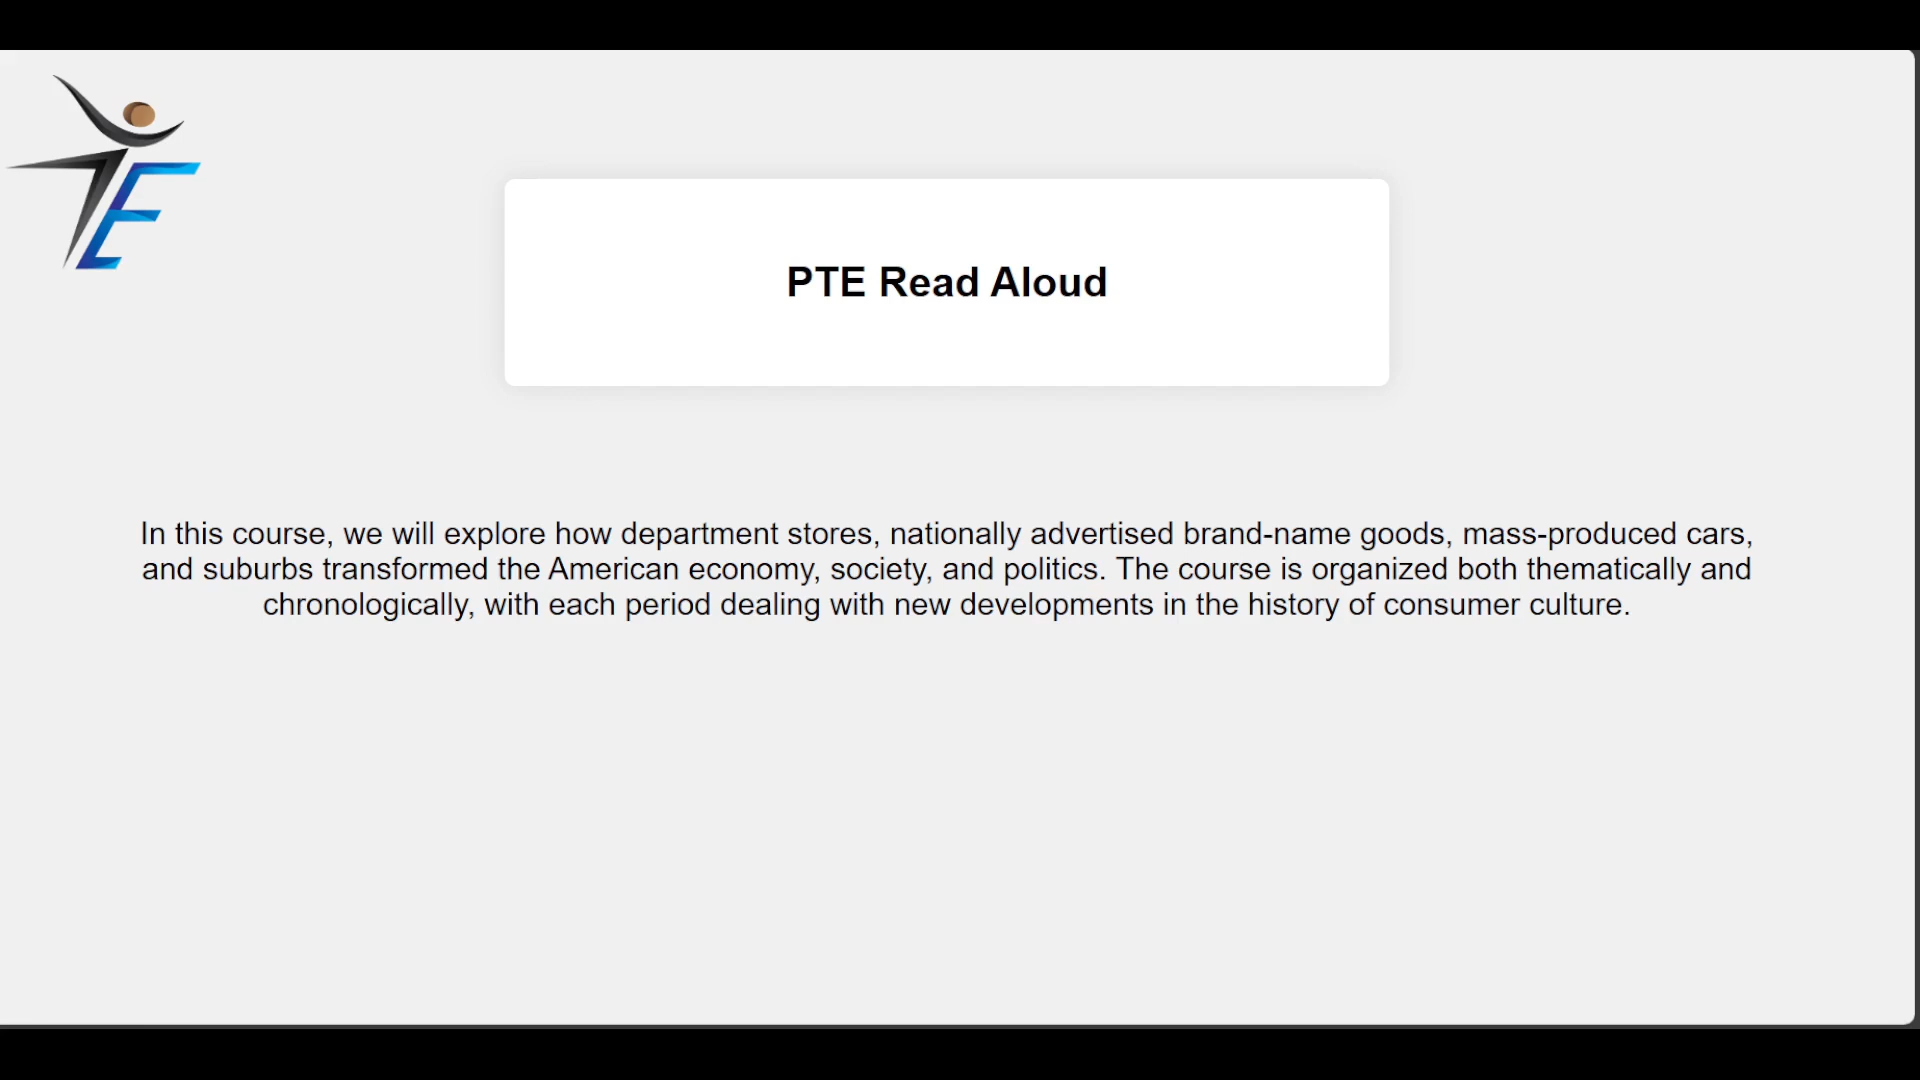 PTE Read Aloud
In this course, we will explore how department stores, nationally advertised brand-name goods, mass-produced cars,
and suburbs transformed the American economy, society, and politics. The course is organized both thematically and
chronologically, with each period dealing with new developments in the history of consumer culture.